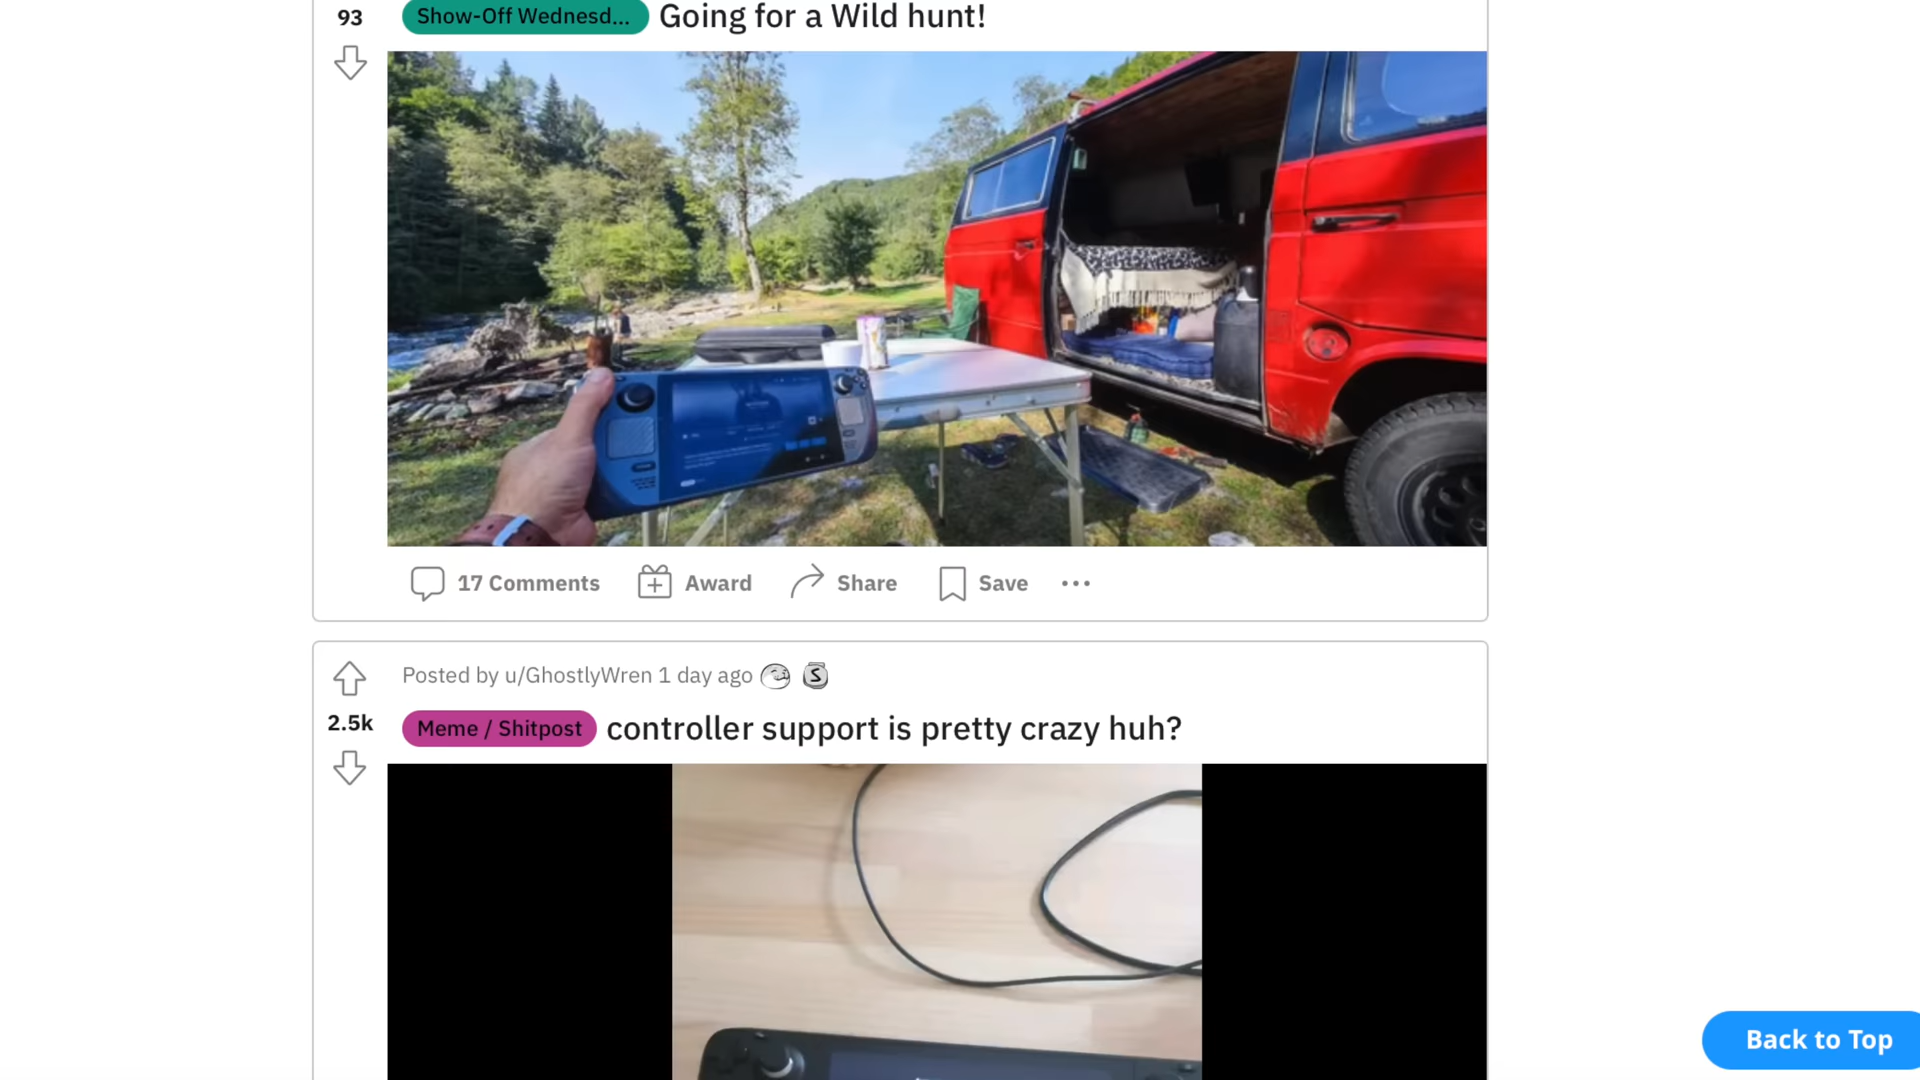 93
Show-Off Wednesd... Going for a Wild hunt!
17 Comments Award Share Save
Posted by u/GhostlyWren 1 day ago
2.5k
Meme / Shitpost controller support is pretty crazy huh?
Back to Top